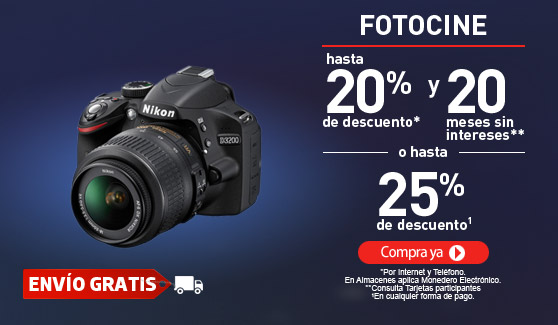 FOTOCINE
hasta
20% y 20
de descuento* meses sin
intereses**
o hasta
25%
de descuento¹
Compra ya
*Por Internet y Teléfono.
En Almacenes aplica Monedero Electrónico.
**Consulta Tarjetas participantes
¹En cualquier forma de pago.
Nikon
D3200
ENVÍO GRATIS